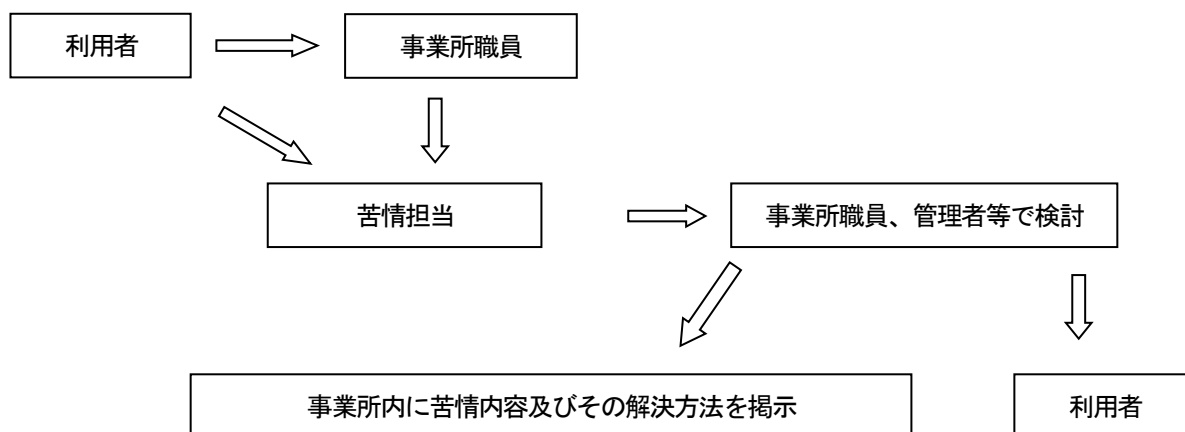 利用者
事業所職員
苦情担当
事業所職員、管理者等で検討
事業所内に苦情内容及びその解決方法を掲示
利用者